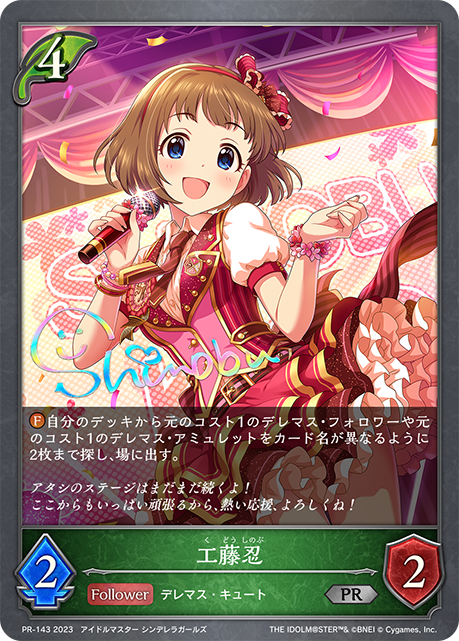 4
SHINOBU
Shinobu
Ⓕ自分のデッキから元のコスト1のデレマス・フォロワーや元
のコスト1のデレマス・アミュレットをカード名が異なるように
2枚まで探し、場に出す。
アタシのステージはまだまだ続くよ！
ここからもいっぱい頑張るから、熱い応援、よろしくね！
くどう しのぶ
工藤忍
2
Follower デレマス・キュート
PR
2
PR-143 2023 アイドルマスター シンデレラガールズ
THE IDOLM@STER™& ©BNEI © Cygames, Inc.